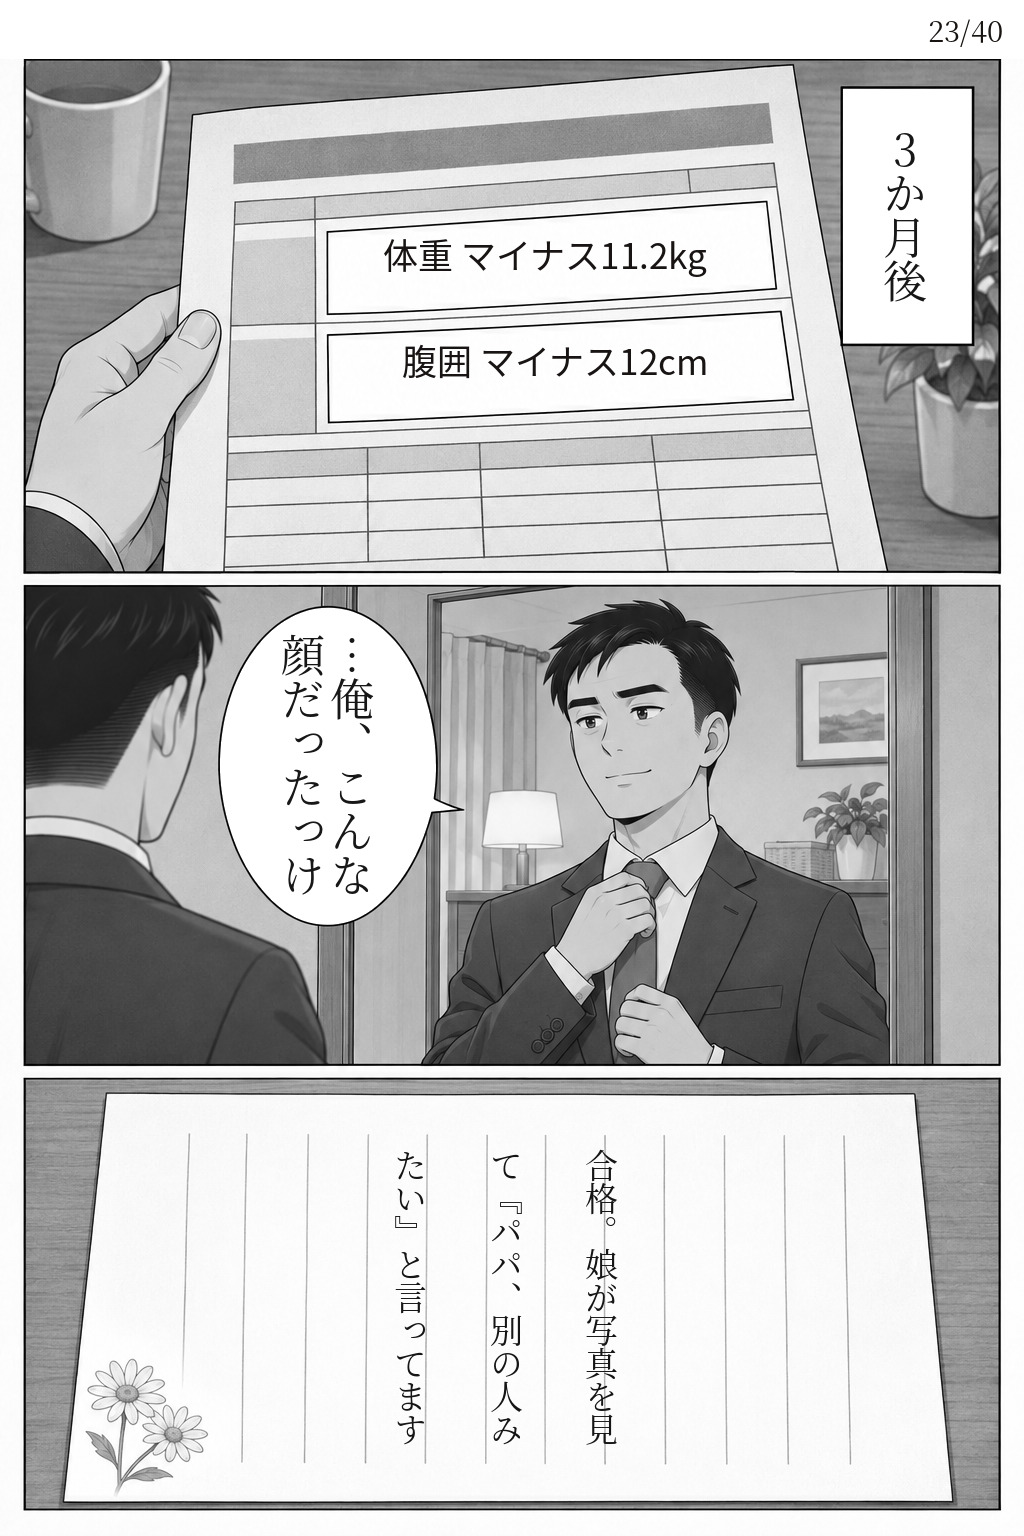 23/40
3か月後
体重 マイナス11.2kg
腹囲 マイナス12cm
…俺、こんな
顔だったっけ
合格。娘が写真を見
て『パパ、別の人み
たい』と言ってます